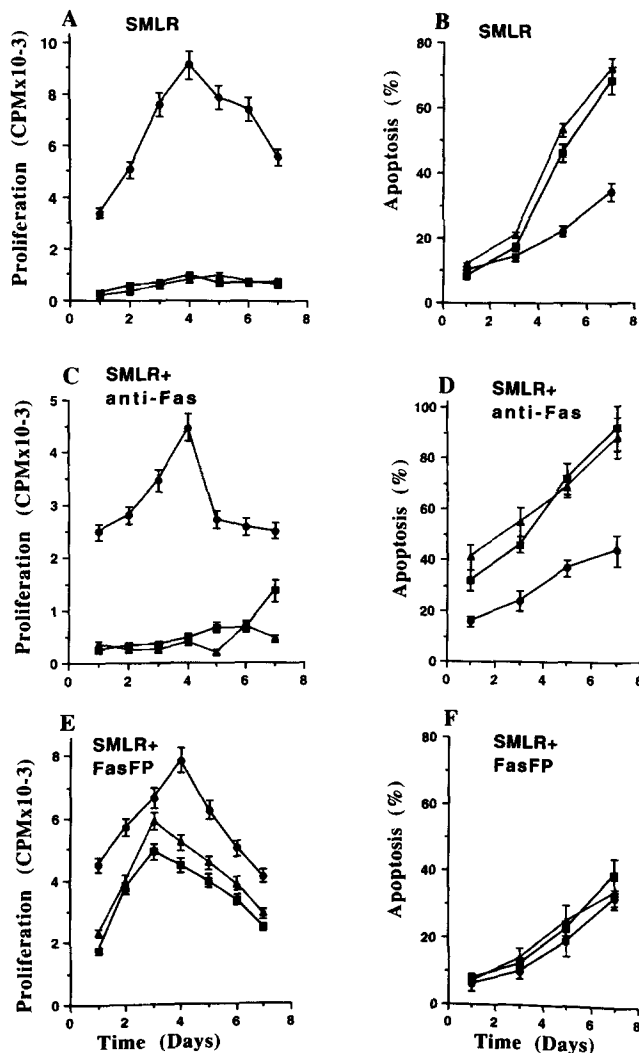 A
SMLR
Proliferation (CPMx10-3)
10
8
6
4
2
0
0 2 4 6 8
B
SMLR
Apoptosis (%)
80
60
40
20
0
0 2 4 6 8
C
SMLR+
anti-Fas
Proliferation (CPMx10-3)
5
4
3
2
1
0
0 2 4 6 8
D
SMLR+
anti-Fas
Apoptosis (%)
100
80
60
40
20
0
0 2 4 6 8
E
SMLR+
FasFP
Proliferation (CPMx10-3)
8
6
4
2
0
0 2 4 6 8
Time (Days)
F
SMLR+
FasFP
Apoptosis (%)
80
60
40
20
0
0 2 4 6 8
Time (Days)